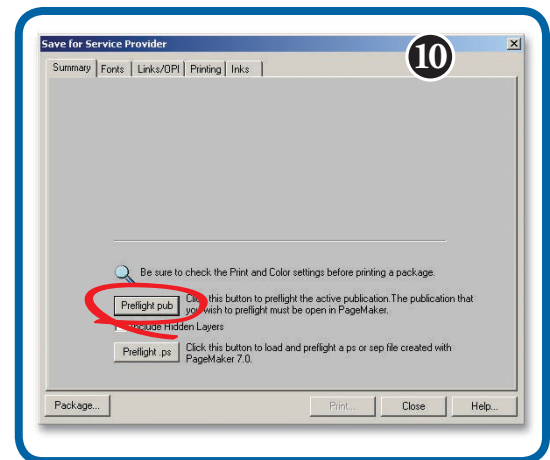 Save for Service Provider
10
Summary Fonts Links/OPI Printing Inks
Be sure to check the Print and Color settings before printing a package.
Preflight pub
Click this button to preflight the active publication. The publication that
you wish to preflight must be open in PageMaker.
Include Hidden Layers
Preflight .ps
Click this button to load and preflight a ps or sep file created with
PageMaker 7.0.
Package... Print... Close Help...